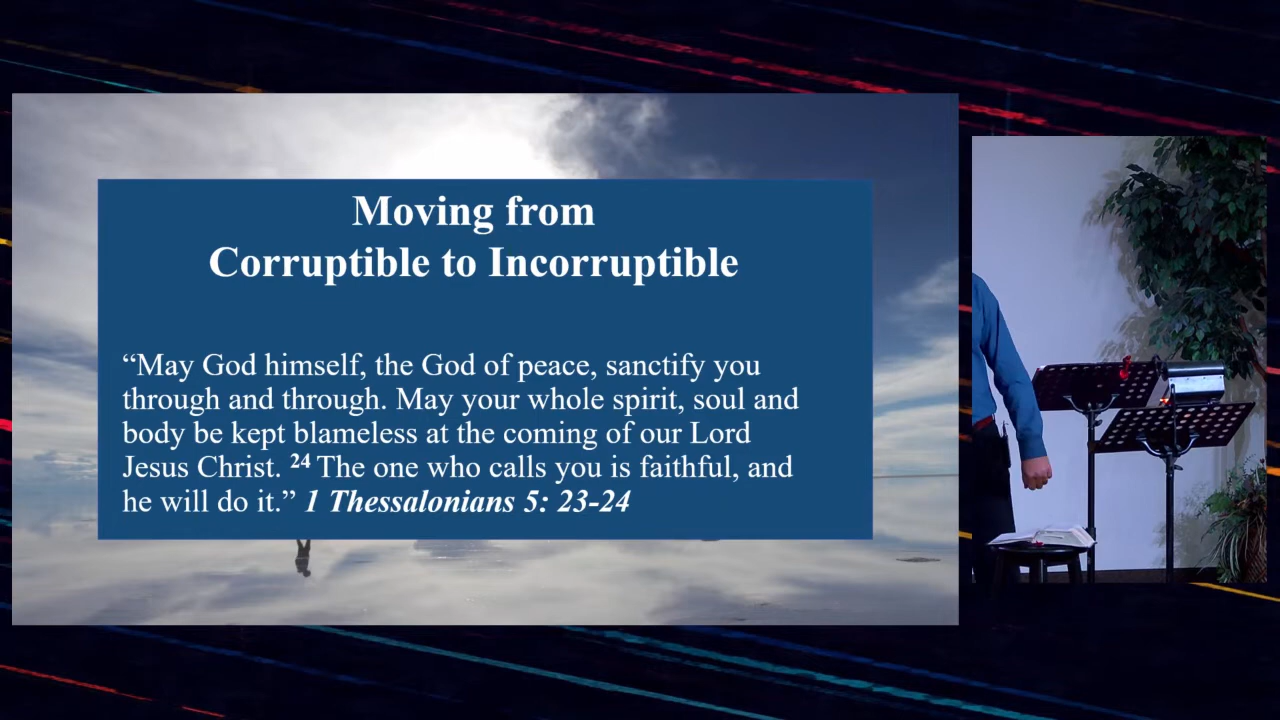 Moving from
Corruptible to Incorruptible
“May God himself, the God of peace, sanctify you
through and through. May your whole spirit, soul and
body be kept blameless at the coming of our Lord
Jesus Christ. 24 The one who calls you is faithful, and
he will do it.” 1 Thessalonians 5: 23-24